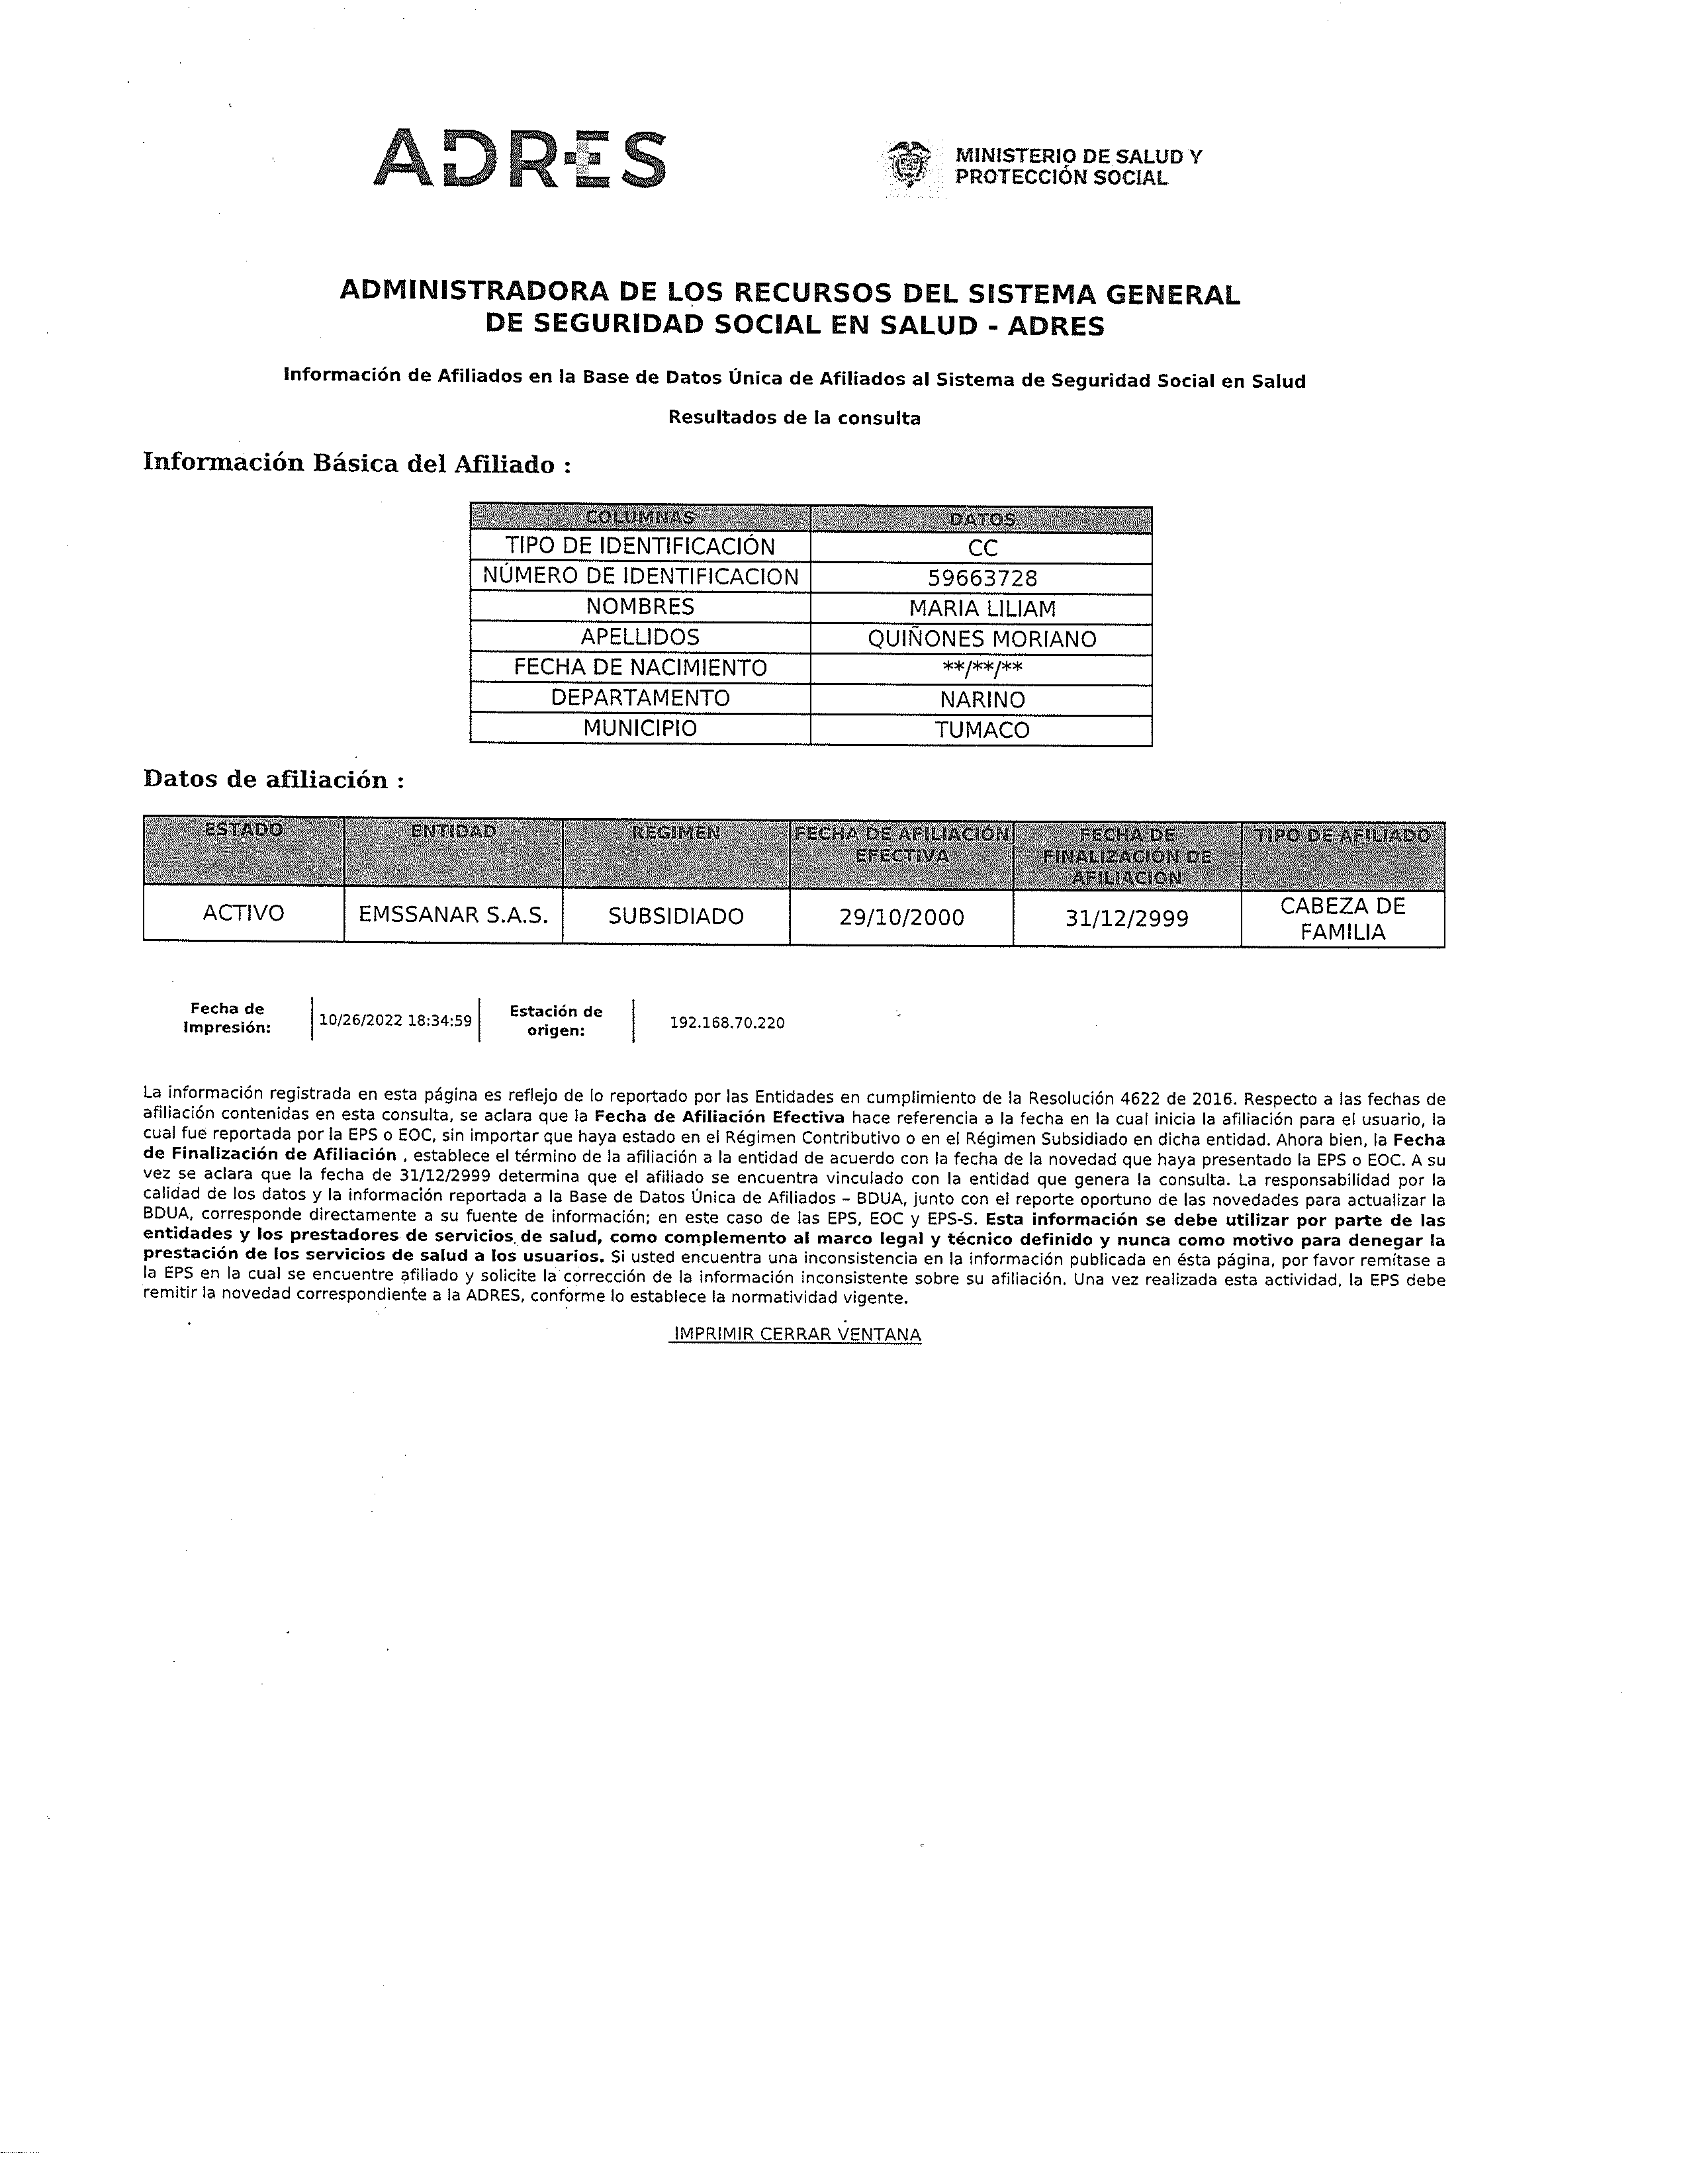 ADRES
MINISTERIO DE SALUD Y
PROTECCIÓN SOCIAL
ADMINISTRADORA DE LOS RECURSOS DEL SISTEMA GENERAL
DE SEGURIDAD SOCIAL EN SALUD - ADRES
Información de Afiliados en la Base de Datos Única de Afiliados al Sistema de Seguridad Social en Salud
Resultados de la consulta
Información Básica del Afiliado :
COLUMNAS DATOS
TIPO DE IDENTIFICACIÓN CC
NÚMERO DE IDENTIFICACION 59663728
NOMBRES MARIA LILIAM
APELLIDOS QUIÑONES MORIANO
FECHA DE NACIMIENTO **/**/**
DEPARTAMENTO NARINO
MUNICIPIO TUMACO
Datos de afiliación :
ESTADO ENTIDAD REGIMEN FECHA DE AFILIACIÓN EFECTIVA FECHA DE FINALIZACIÓN DE AFILIACIÓN TIPO DE AFILIADO
ACTIVO EMSSANAR S.A.S. SUBSIDIADO 29/10/2000 31/12/2999 CABEZA DE FAMILIA
Fecha de Impresión: 10/26/2022 18:34:59 Estación de origen: 192.168.70.220
La información registrada en esta página es reflejo de lo reportado por las Entidades en cumplimiento de la Resolución 4622 de 2016. Respecto a las fechas de
afiliación contenidas en esta consulta, se aclara que la Fecha de Afiliación Efectiva hace referencia a la fecha en la cual inicia la afiliación para el usuario, la
cual fue reportada por la EPS o EOC, sin importar que haya estado en el Régimen Contributivo o en el Régimen Subsidiado en dicha entidad. Ahora bien, la Fecha
de Finalización de Afiliación , establece el término de la afiliación a la entidad de acuerdo con la fecha de la novedad que haya presentado la EPS o EOC. A su
vez se aclara que la fecha de 31/12/2999 determina que el afiliado se encuentra vinculado con la entidad que genera la consulta. La responsabilidad por la
calidad de los datos y la información reportada a la Base de Datos Única de Afiliados – BDUA, junto con el reporte oportuno de las novedades para actualizar la
BDUA, corresponde directamente a su fuente de información; en este caso de las EPS, EOC y EPS-S. Esta información se debe utilizar por parte de las
entidades y los prestadores de servicios de salud, como complemento al marco legal y técnico definido y nunca como motivo para denegar la
prestación de los servicios de salud a los usuarios. Si usted encuentra una inconsistencia en la información publicada en ésta página, por favor remítase a
la EPS en la cual se encuentre afiliado y solicite la corrección de la información inconsistente sobre su afiliación. Una vez realizada esta actividad, la EPS debe
remitir la novedad correspondiente a la ADRES, conforme lo establece la normatividad vigente.
IMPRIMIR CERRAR VENTANA